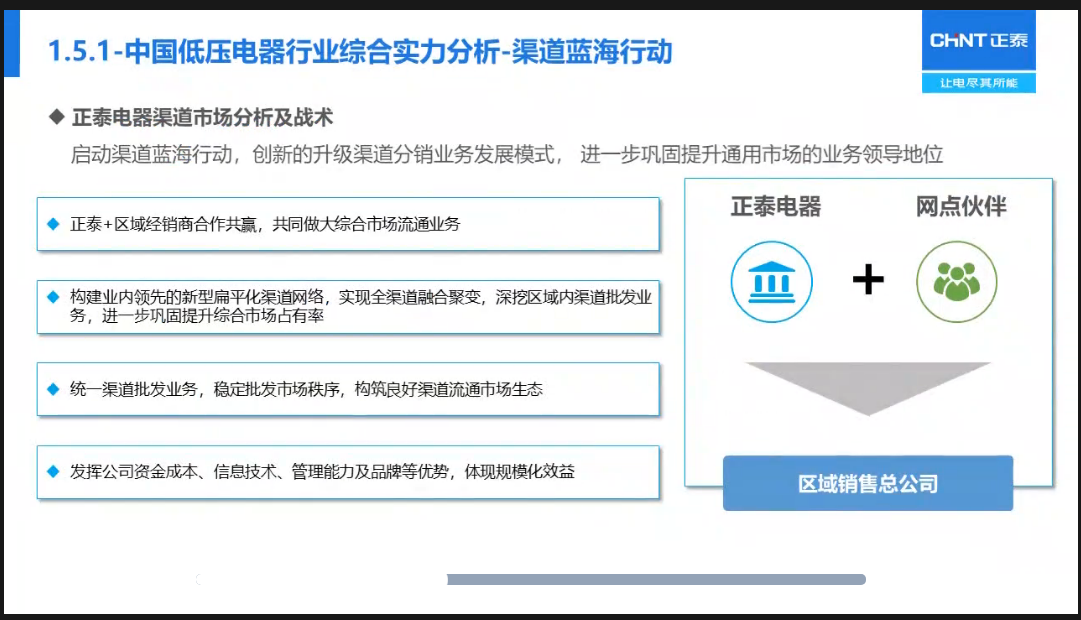 1.5.1-中国低压电器行业综合实力分析-渠道蓝海行动
CHNT 正泰
让电尽其所能
正泰电器渠道市场分析及战术
启动渠道蓝海行动，创新的升级渠道分销业务发展模式， 进一步巩固提升通用市场的业务领导地位
正泰+区域经销商合作共赢，共同做大综合市场流通业务
构建业内领先的新型扁平化渠道网络，实现全渠道融合聚变，深挖区域内渠道批发业
务，进一步巩固提升综合市场占有率
统一渠道批发业务，稳定批发市场秩序，构筑良好渠道流通市场生态
发挥公司资金成本、信息技术、管理能力及品牌等优势，体现规模化效益
正泰电器
网点伙伴
+
区域销售总公司